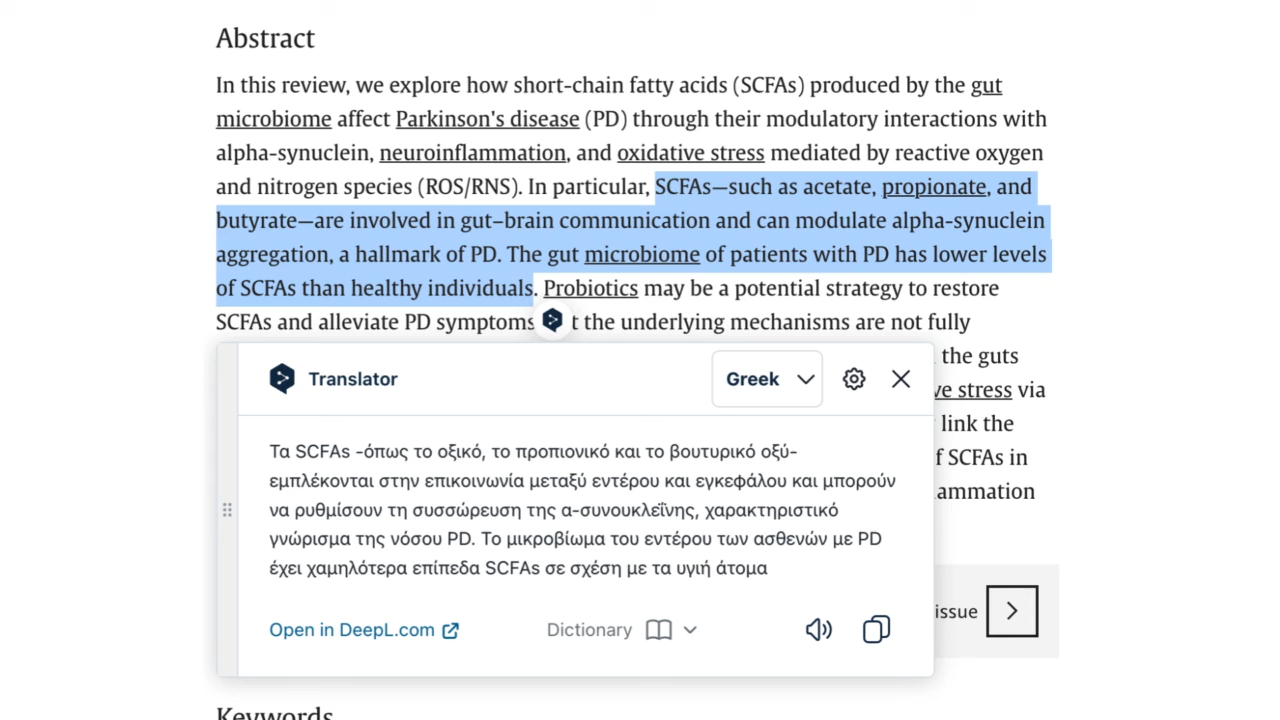 Abstract
In this review, we explore how short-chain fatty acids (SCFAs) produced by the gut
microbiome affect Parkinson's disease (PD) through their modulatory interactions with
alpha-synuclein, neuroinflammation, and oxidative stress mediated by reactive oxygen
and nitrogen species (ROS/RNS). In particular, SCFAs—such as acetate, propionate, and
butyrate—are involved in gut–brain communication and can modulate alpha-synuclein
aggregation, a hallmark of PD. The gut microbiome of patients with PD has lower levels
of SCFAs than healthy individuals. Probiotics may be a potential strategy to restore
SCFAs and alleviate PD symptoms the underlying mechanisms are not fully
the guts
stress via
link the
SCFAs in
Translator
Greek
Τα SCFAs -όπως το οξικό, το προπιονικό και το βουτυρικό οξύ-
εμπλέκονται στην επικοινωνία μεταξύ εντέρου και εγκεφάλου και μπορούν
να ρυθμίσουν τη συσσώρευση της α-συνουκλεΐνης, χαρακτηριστικό
γνώρισμα της νόσου PD. Το μικροβίωμα του εντέρου των ασθενών με PD
έχει χαμηλότερα επίπεδα SCFAs σε σχέση με τα υγιή άτομα
Open in DeepL.com
Dictionary
issue
Keywords